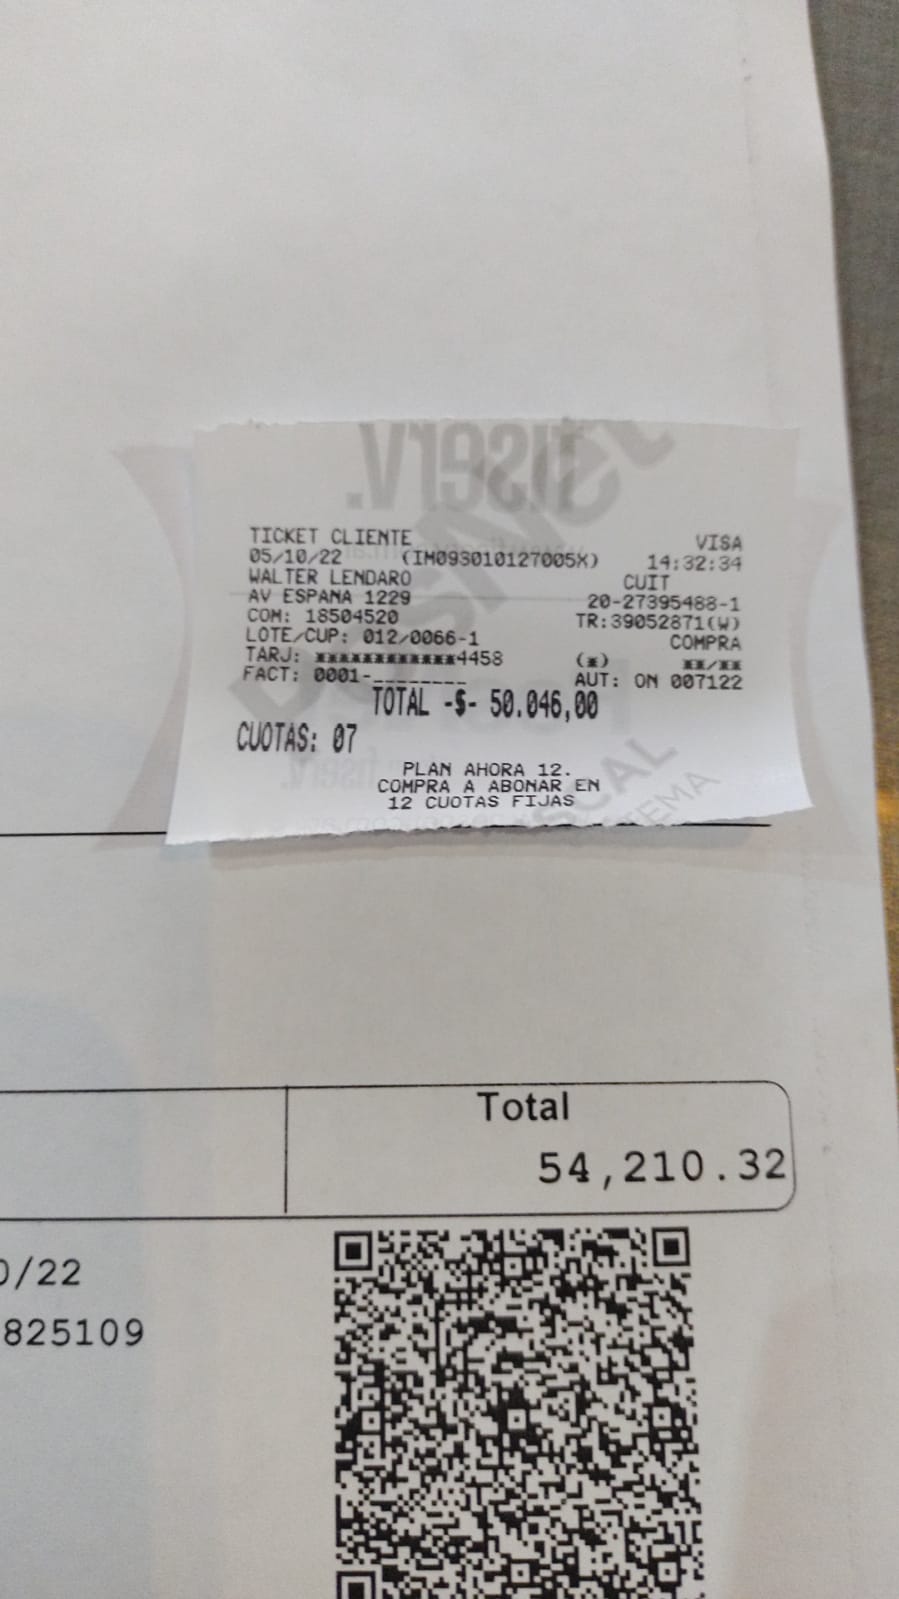 fiserv.
PosNet
TICKET CLIENTE VISA
05/10/22 (IM09S010127005X) 14:32:34
WALTER LENDARO CUIT
AV ESPANA 1229 20-27395488-1
COM: 18504520 TR:39052871(W)
LOTE/CUP: 012/0066-1 COMPRA
TARJ: xxxxxxxxxxxx4458 (x) xx/xx
FACT: 0001-________ AUT: ON 007122
TOTAL -$- 50.046,00
CUOTAS: 07
PLAN AHORA 12.
COMPRA A ABONAR EN
12 CUOTAS FIJAS
Total
54,210.32
/22
825109